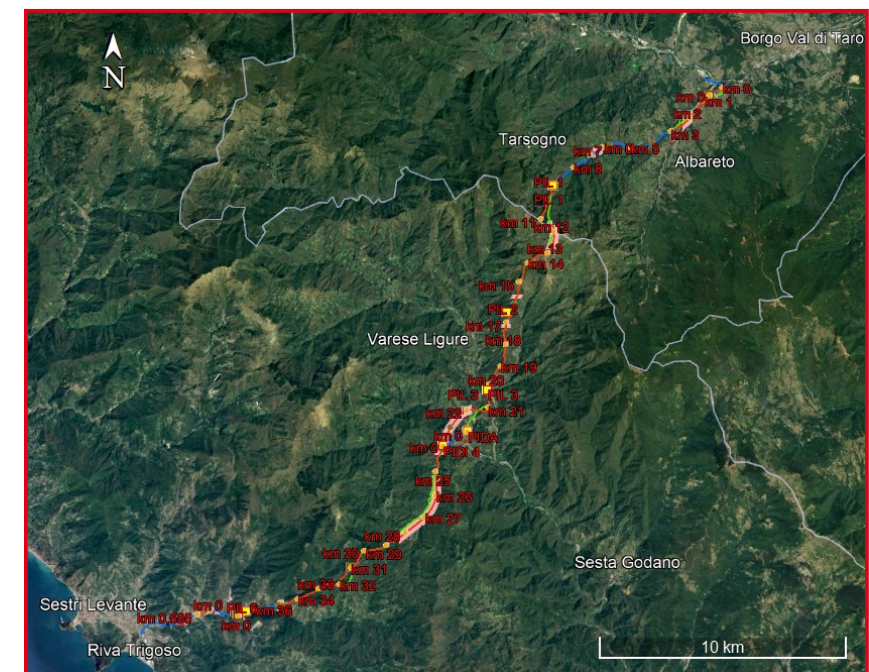 Borgo Val di Taro
N
km 0
km 1
km 2
km 3
Tarsogno
km 7
Albareto
km 8
PIL 1
PIL 1
km 11
km 12
km 13
km 14
km 15
PIL 2
km 17
Varese Ligure
km 18
km 19
km 20
PIL 3
PIL 3
km 22
km 21
km 0
PIDA
km 0
km 25
km 26
km 27
km 28
km 30
km 29
km 31
Sesta Godano
km 32
km 34
Sestri Levante
km 0
km 36
km 0
Riva Trigoso
10 km